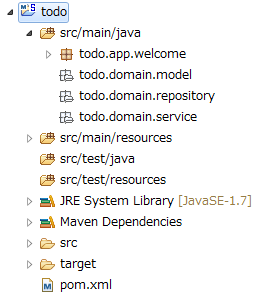 todo
src/main/java
todo.app.welcome
todo.domain.model
todo.domain.repository
todo.domain.service
src/main/resources
src/test/java
src/test/resources
JRE System Library [JavaSE-1.7]
Maven Dependencies
src
target
pom.xml